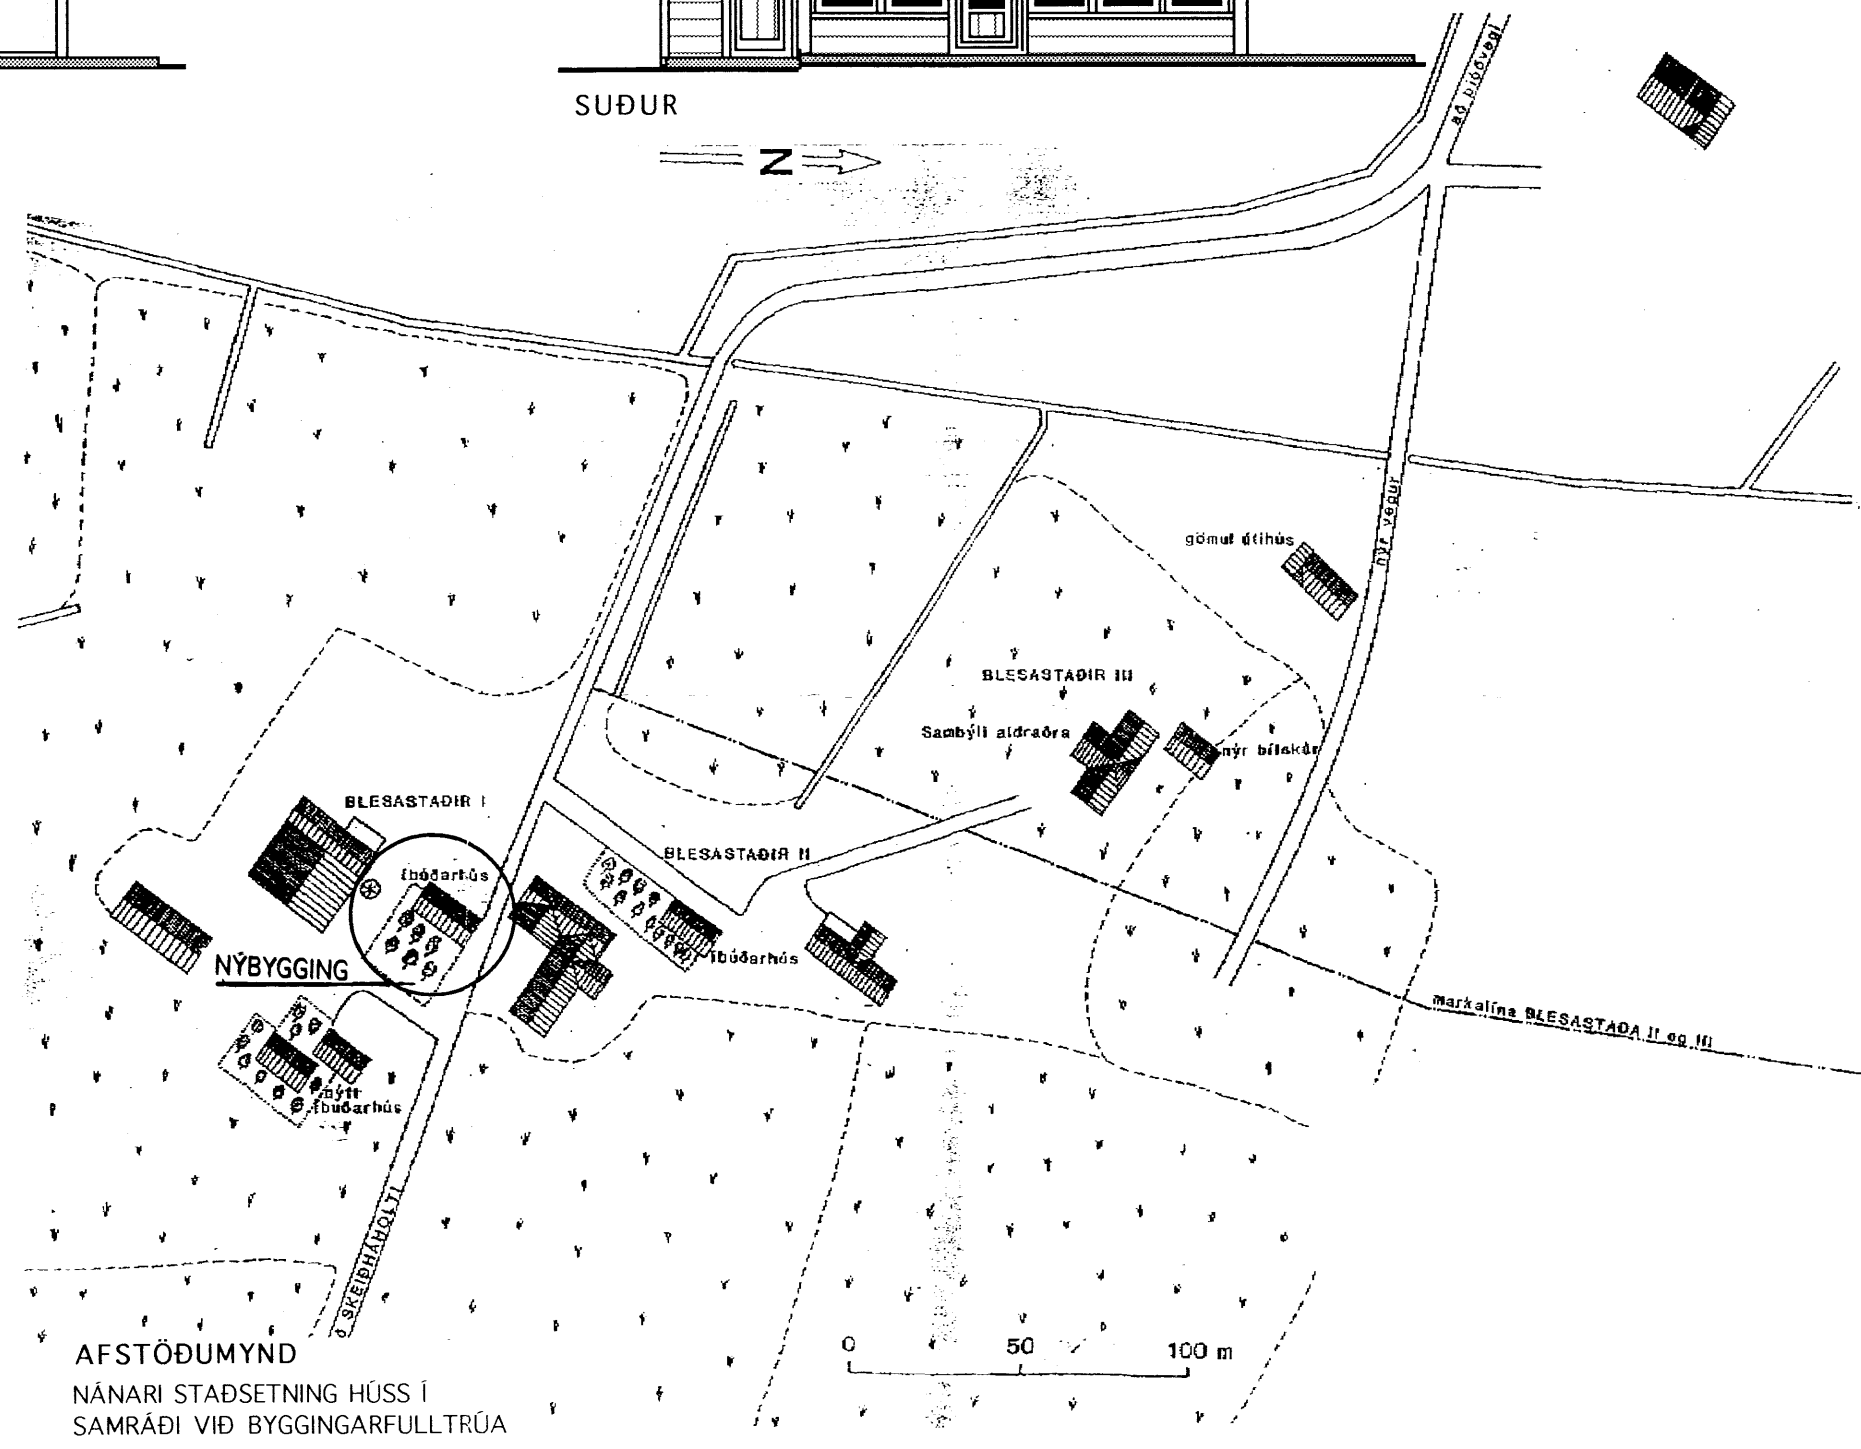 SUÐUR
að þjóðvegi
N
nýr vegur
gömul útihús
BLESASTAÐIR III
Sambýli aldraðra
nýr bílskúr
BLESASTAÐIR I
BLESASTAÐIR II
íbúðarhús
íbúðarhús
NÝBYGGING
markalína BLESASTAÐA II og III
nýtt
íbúðarhús
að SKEIÐHÁHOLTI
0 50 100 m
AFSTÖÐUMYND
NÁNARI STAÐSETNING HÚSS Í
SAMRÁÐI VIÐ BYGGINGARFULLTRÚA